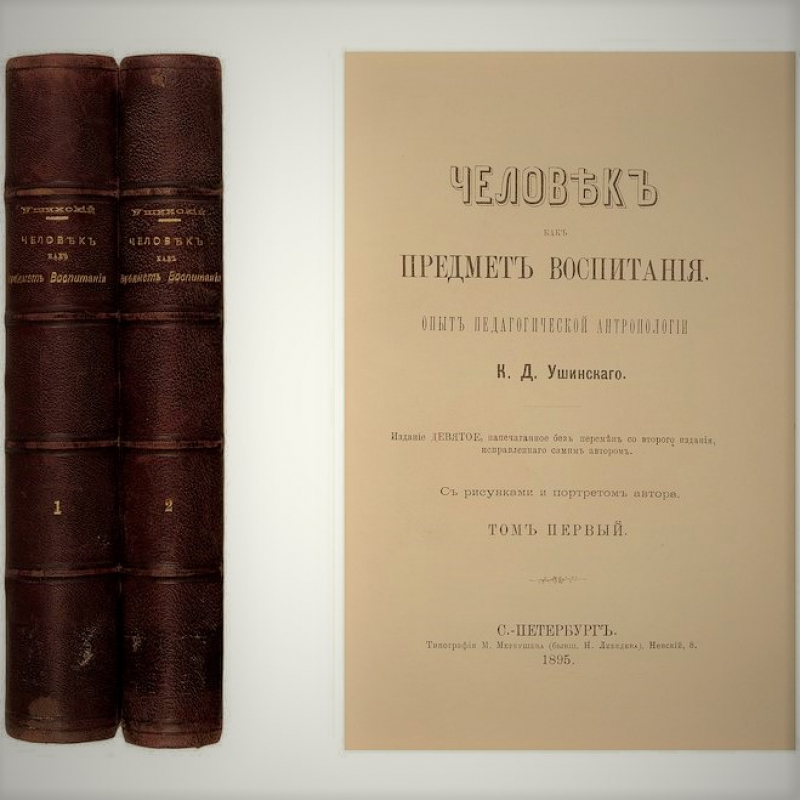 Ушинскій
ЧЕЛОВѢКЪ
КАКЪ
Предметъ Воспитанія
1
Ушинскій
ЧЕЛОВѢКЪ
КАКЪ
Предметъ Воспитанія
2
ЧЕЛОВѢКЪ
КАКЪ
ПРЕДМЕТЪ ВОСПИТАНІЯ.
ОПЫТЪ ПЕДАГОГИЧЕСКОЙ АНТРОПОЛОГІИ
К. Д. Ушинскаго.
Изданіе ДЕВЯТОЕ, напечатанное безъ перемѣнъ со второго изданія,
исправленнаго самимъ авторомъ.
Съ рисунками и портретомъ автора.
ТОМЪ ПЕРВЫЙ.
С.-ПЕТЕРБУРГЪ.
Типографія М. Меркушева (бывш. Н. Лебедева), Невскій, 8.
1895.